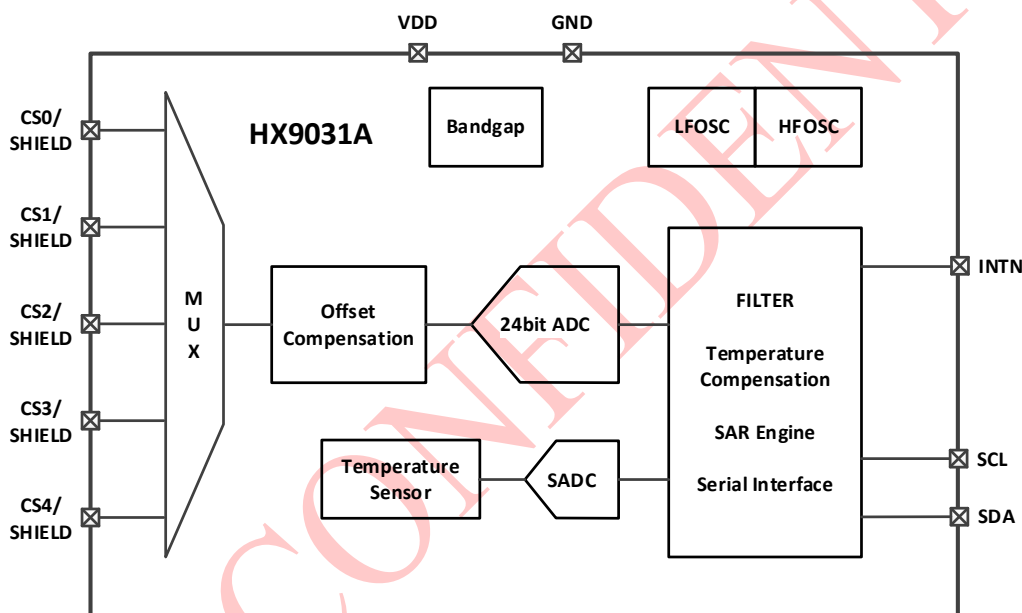 VDD
GND
CS0/
SHIELD
HX9031A
Bandgap
LFOSC
HFOSC
CS1/
SHIELD
INTN
M
U
X
CS2/
SHIELD
Offset
Compensation
24bit ADC
FILTER
Temperature
Compensation
SAR Engine
Serial Interface
CS3/
SHIELD
Temperature
Sensor
SADC
SCL
SDA
CS4/
SHIELD
CONFIDENT